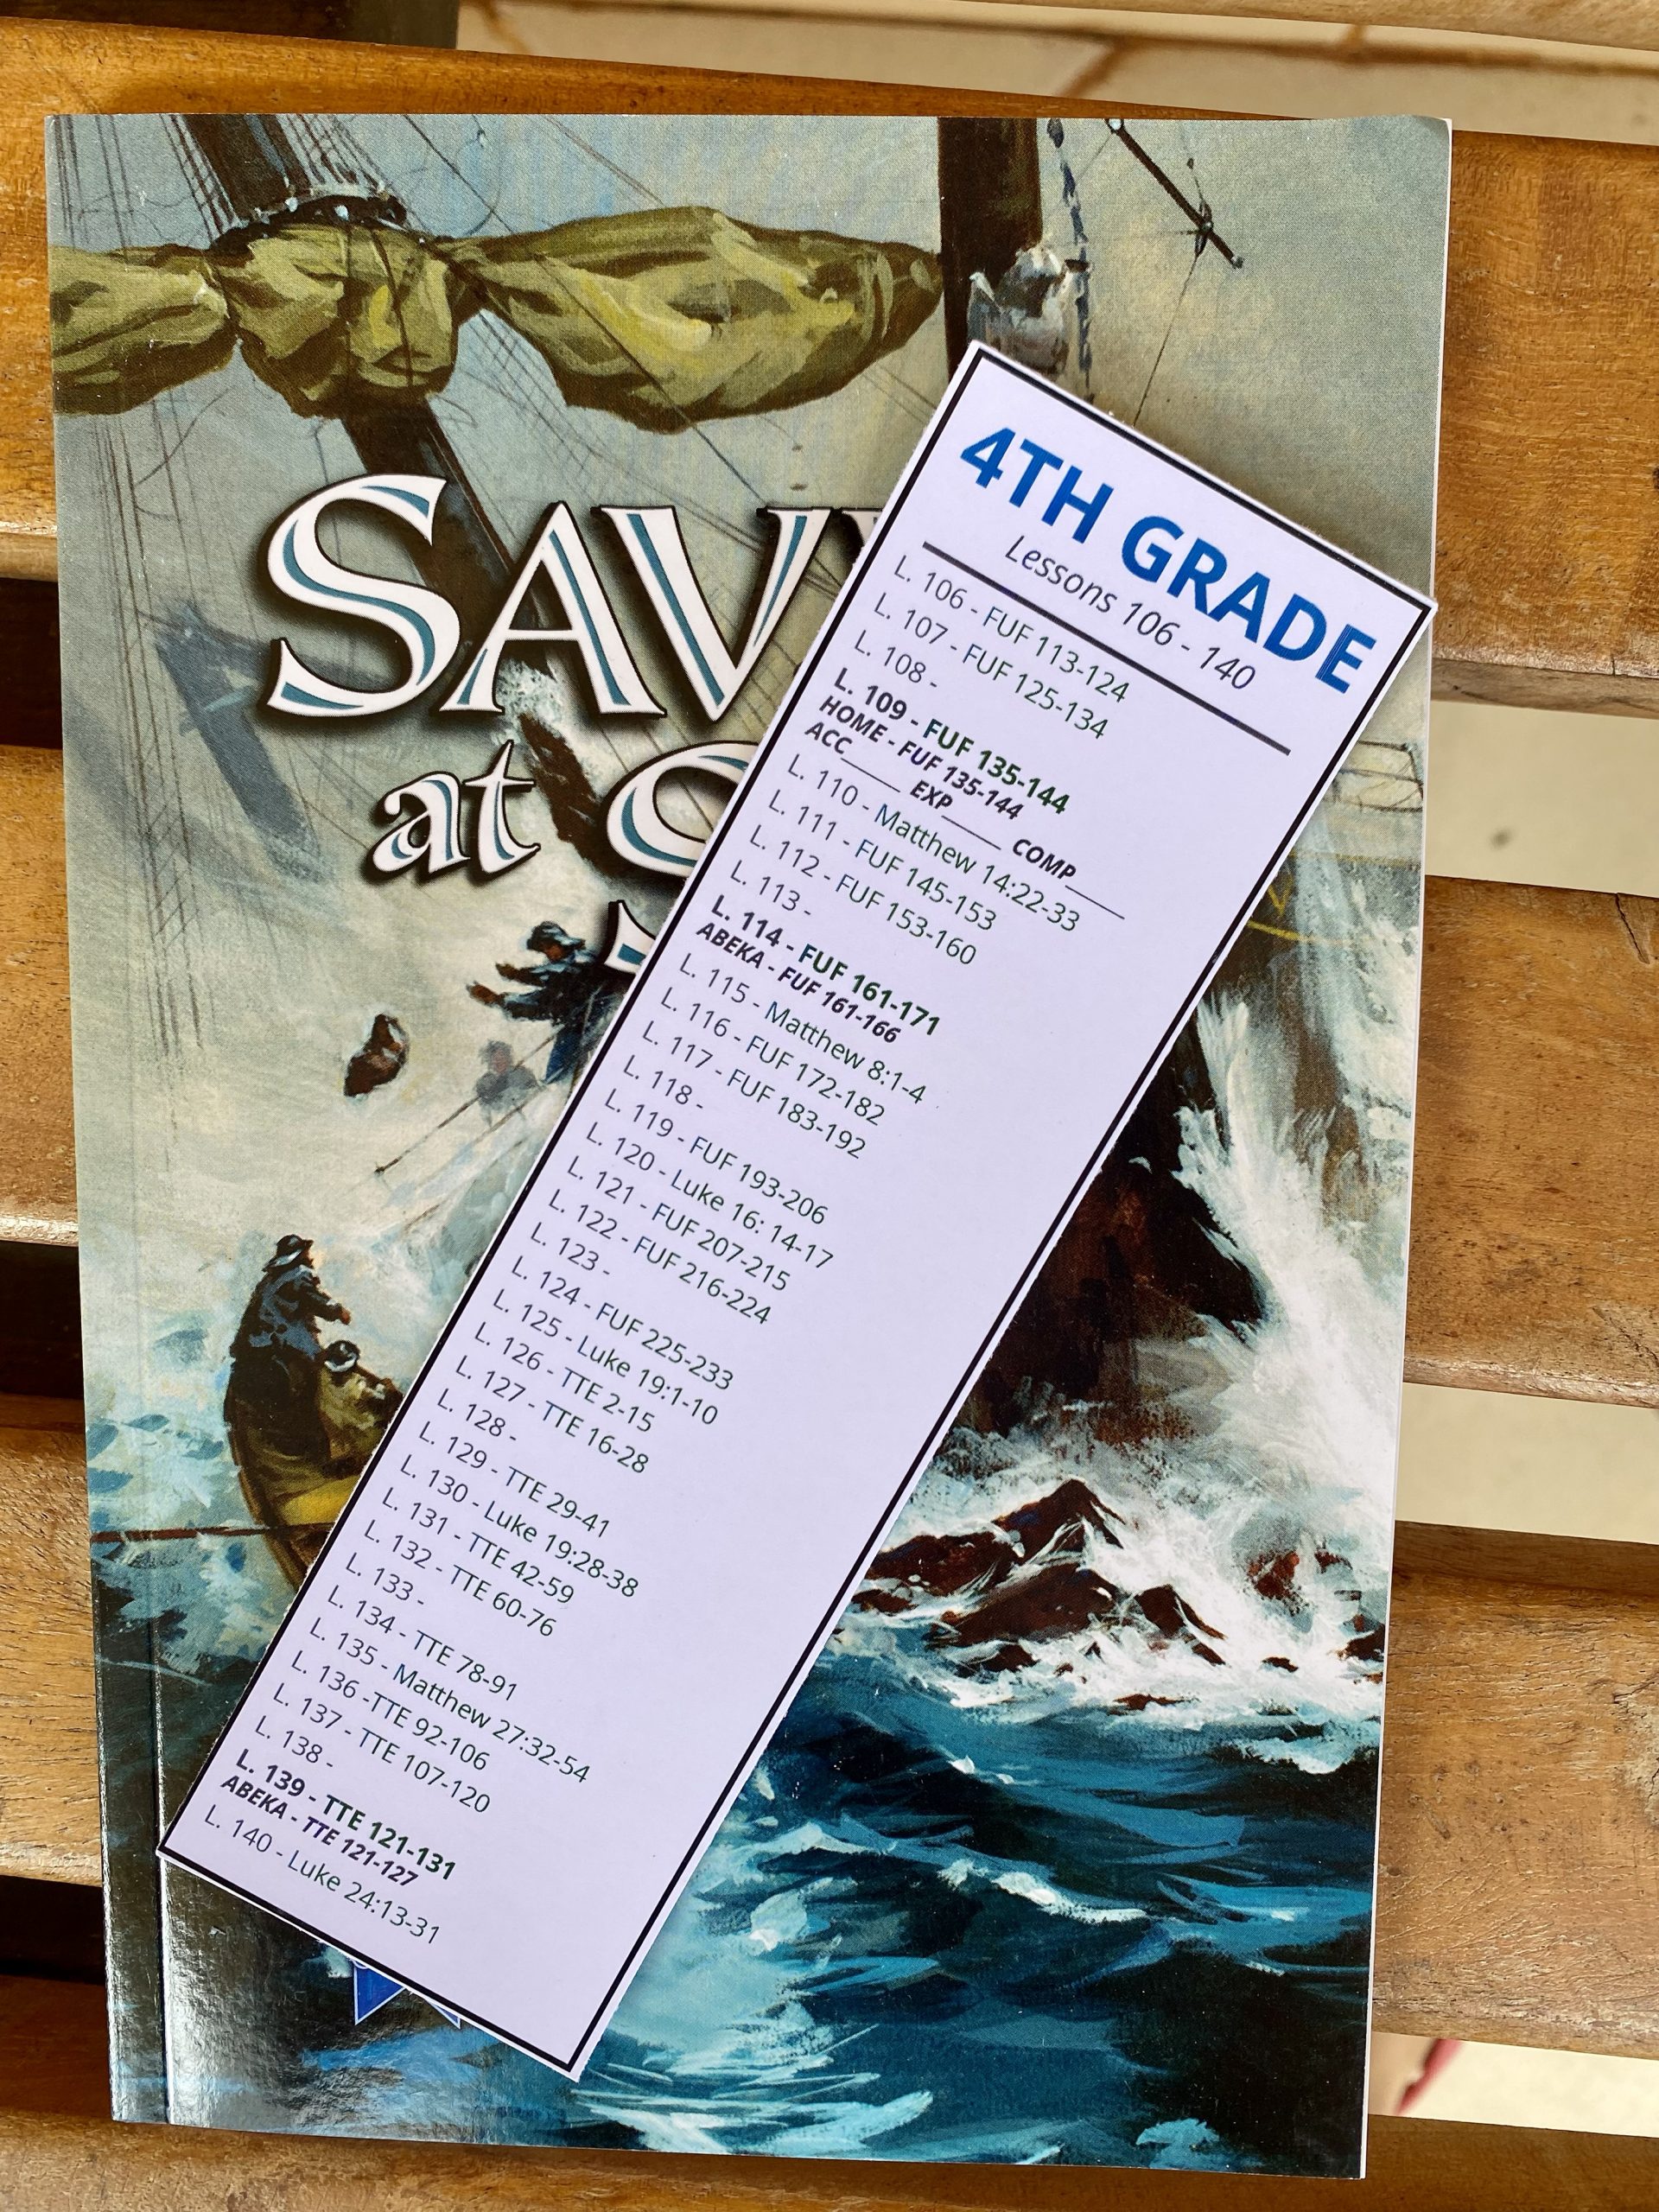 at
4TH GRADE
Lessons 106 - 140
L. 106 - FUF 113-124
L. 107 - FUF 125-134
L. 108 -
L. 109 - FUF 135-144
HOME - FUF 135-144
ACC_____ EXP_____ COMP_____
L. 110 - Matthew 14:22-33
L. 111 - FUF 145-153
L. 112 - FUF 153-160
L. 113 -
L. 114 - FUF 161-171
ABEKA - FUF 161-166
L. 115 - Matthew 8:1-4
L. 116 - FUF 172-182
L. 117 - FUF 183-192
L. 118 -
L. 119 - FUF 193-206
L. 120 - Luke 16: 14-17
L. 121 - FUF 207-215
L. 122 - FUF 216-224
L. 123 -
L. 124 - FUF 225-233
L. 125 - Luke 19:1-10
L. 126 - TTE 2-15
L. 127 - TTE 16-28
L. 128 -
L. 129 - TTE 29-41
L. 130 - Luke 19:28-38
L. 131 - TTE 42-59
L. 132 - TTE 60-76
L. 133 -
L. 134 - TTE 78-91
L. 135 - Matthew 27:32-54
L. 136 -TTE 92-106
L. 137 - TTE 107-120
L. 138 -
L. 139 - TTE 121-131
ABEKA - TTE 121-127
L. 140 - Luke 24:13-31